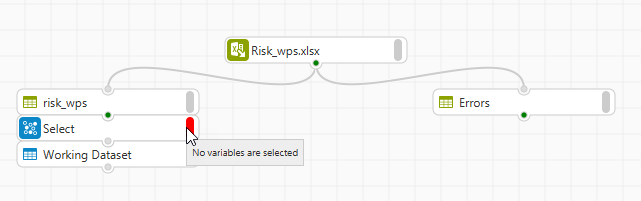 Risk_wps.xlsx
risk_wps
Errors
Select
No variables are selected
Working Dataset